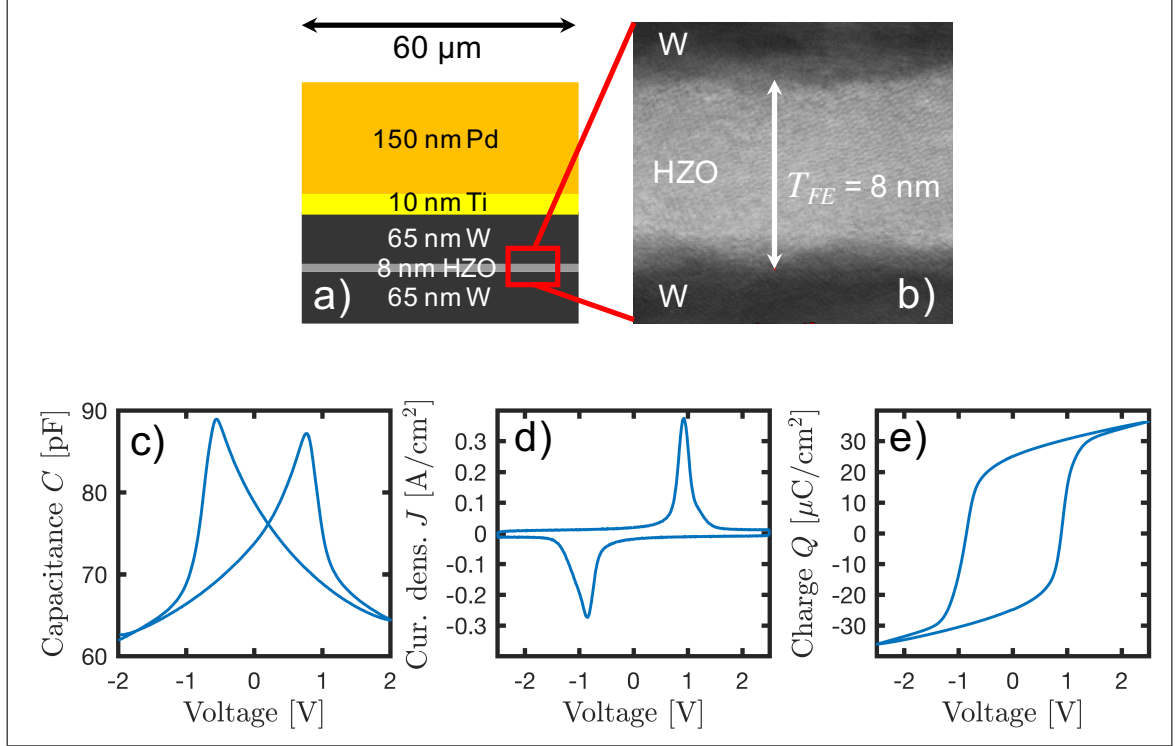 60 μm
150 nm Pd
10 nm Ti
65 nm W
8 nm HZO
65 nm W
a)
W
HZO
T_FE = 8 nm
W
b)
c)
Capacitance C [pF]
90
80
70
60
-2 -1 0 1 2
Voltage [V]
d)
Cur. dens. J [A/cm²]
0.3
0.2
0.1
0
-0.1
-0.2
-0.3
-2 -1 0 1 2
Voltage [V]
e)
Charge Q [μC/cm²]
30
20
10
0
-10
-20
-30
-2 -1 0 1 2
Voltage [V]